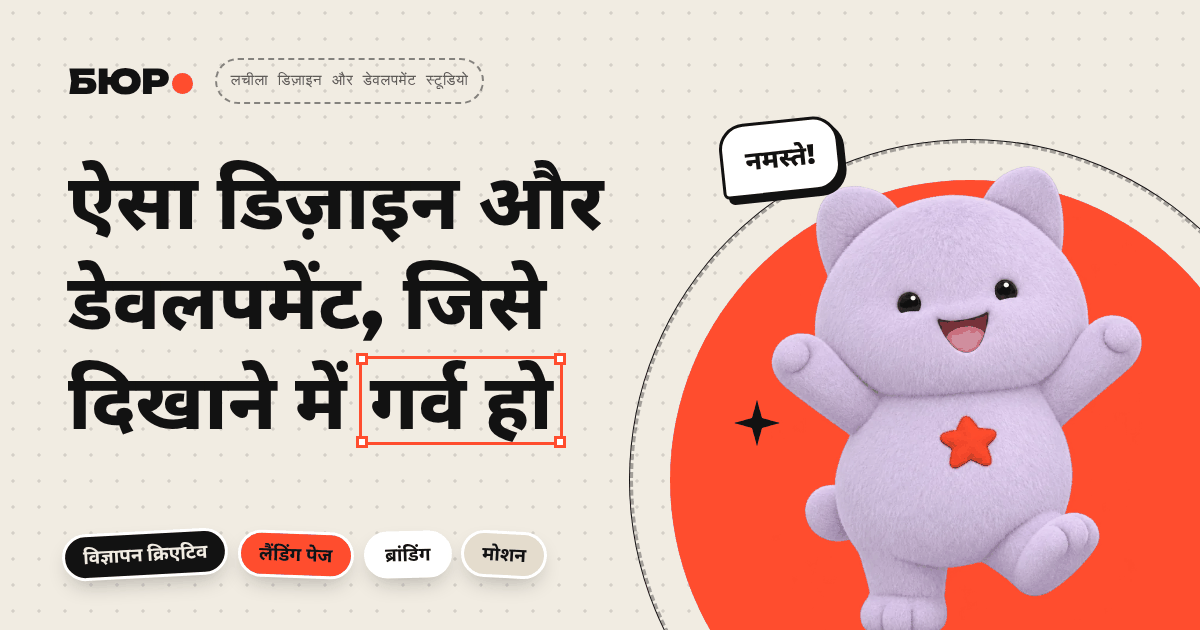 БЮР
लचीला डिज़ाइन और डेवलपमेंट स्टूडियो
नमस्ते!
ऐसा डिज़ाइन और
डेवलपमेंट, जिसे
दिखाने में गर्व हो
विज्ञापन क्रिएटिव
लैंडिंग पेज
ब्रांडिंग
मोशन